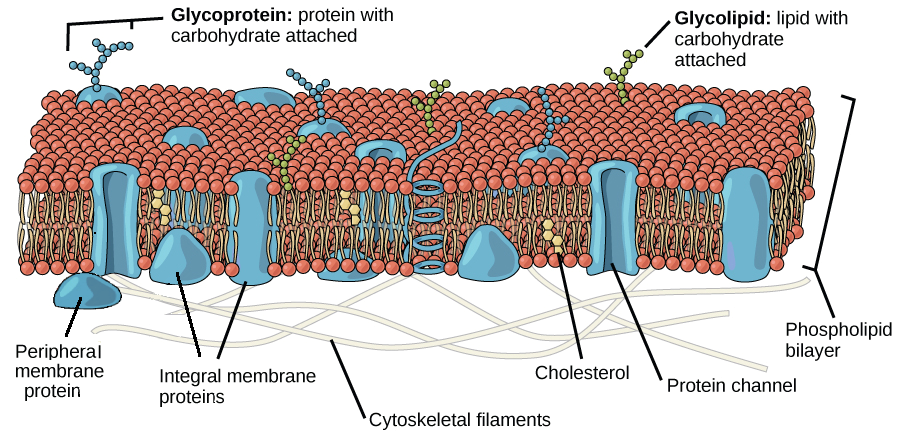 Glycoprotein: protein with
carbohydrate attached
Glycolipid: lipid with
carbohydrate
attached
Phospholipid
bilayer
Peripheral
membrane
protein
Integral membrane
proteins
Cholesterol
Protein channel
Cytoskeletal filaments